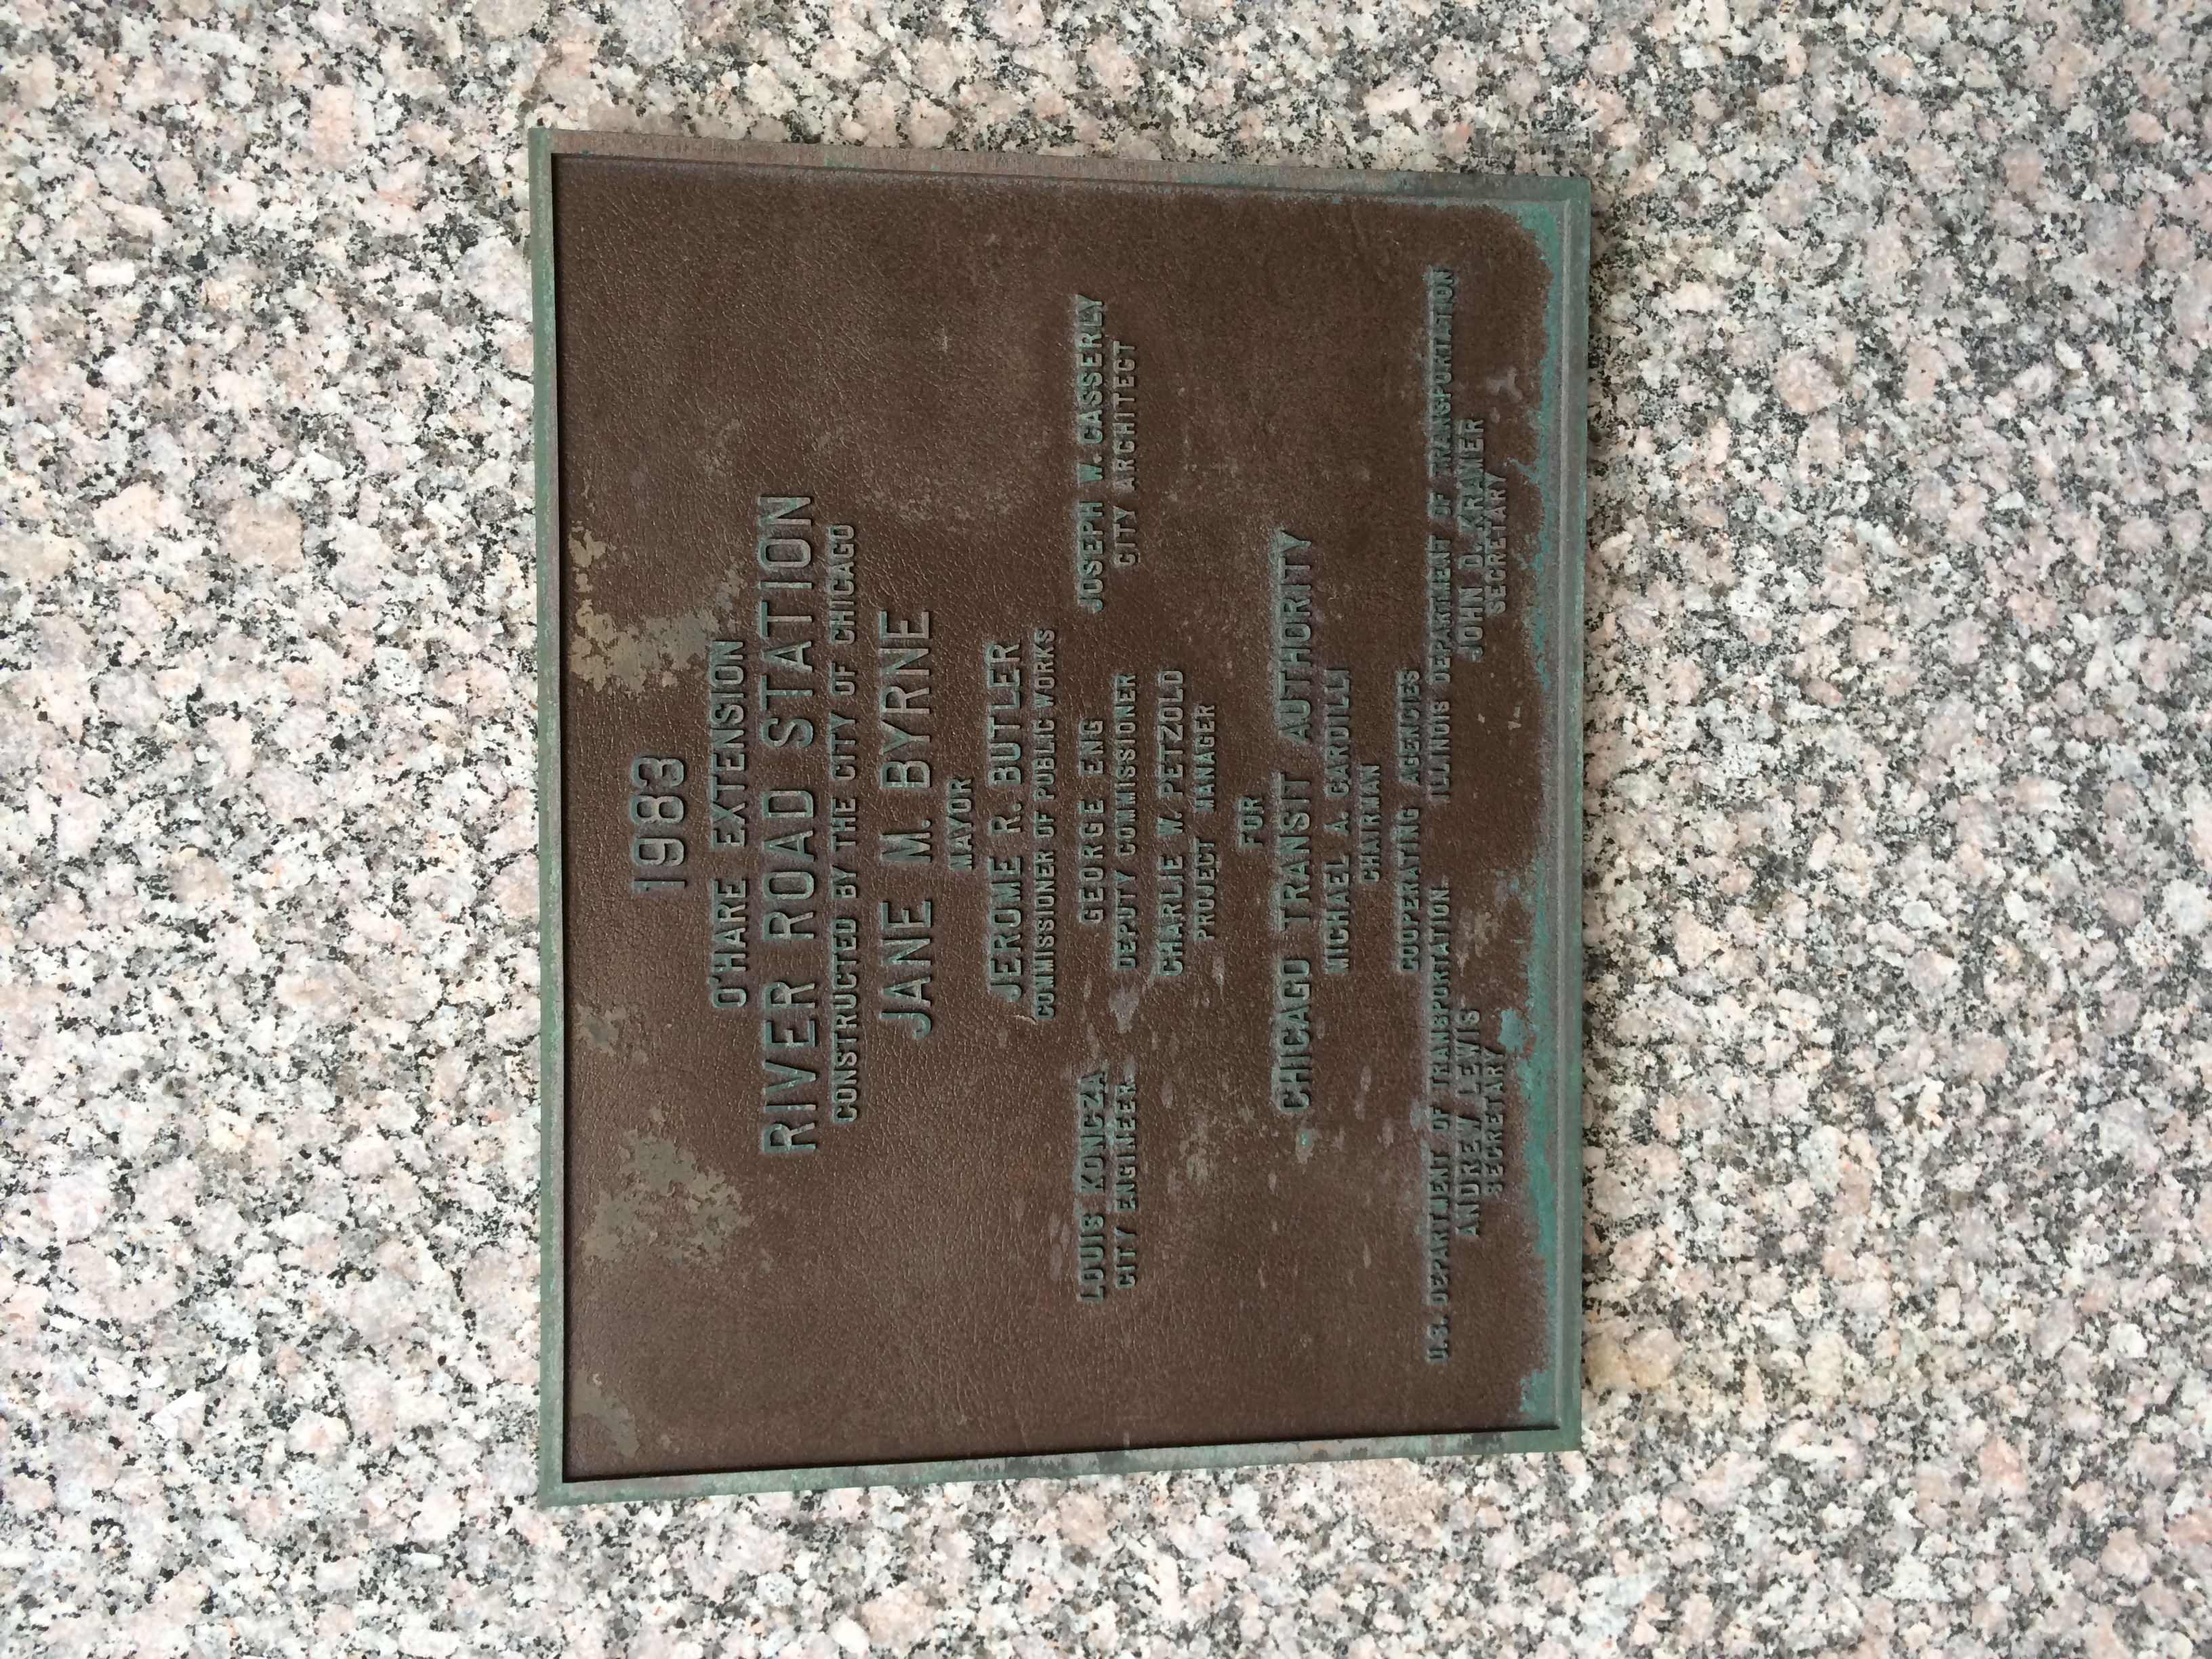 1983
O'HARE EXTENSION
RIVER ROAD STATION
CONSTRUCTED BY THE CITY OF CHICAGO
JANE M. BYRNE
MAYOR
JEROME R. BUTLER
COMMISSIONER OF PUBLIC WORKS
LOUIS KONCZA
CITY ENGINEER
GEORGE ENG
DEPUTY COMMISSIONER
JOSEPH W. CASSERLY
CITY ARCHITECT
CHARLIE W. PETZOLD
PROJECT MANAGER
FOR
CHICAGO TRANSIT AUTHORITY
MICHAEL A. CARDILLI
CHAIRMAN
COOPERATING AGENCIES
U.S. DEPARTMENT OF TRANSPORTATION
ANDREW LEWIS
SECRETARY
ILLINOIS DEPARTMENT OF TRANSPORTATION
JOHN D. KRAMER
SECRETARY